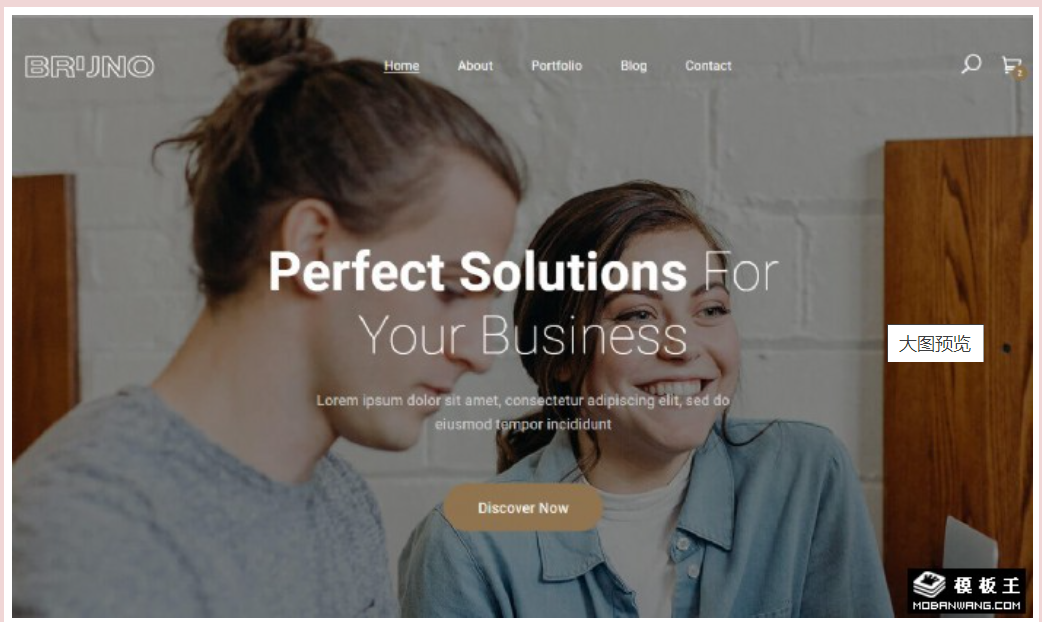 BRUNO
Home About Portfolio Blog Contact
2
Perfect Solutions For
Your Business
大图预览
Lorem ipsum dolor sit amet, consectetur adipiscing elit, sed do
eiusmod tempor incididunt
Discover Now
模板王
MOBANWANG.COM